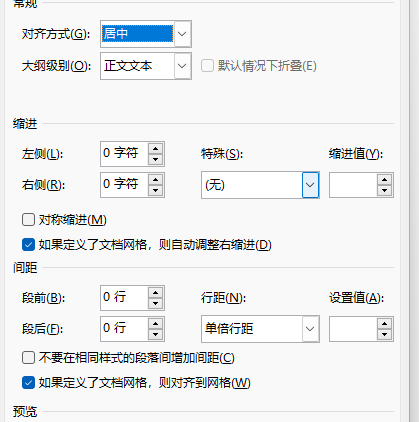 常规
对齐方式(G): 居中
大纲级别(O): 正文文本 默认情况下折叠(E)
缩进
左侧(L): 0 字符 特殊(S): 缩进值(Y):
右侧(R): 0 字符 (无)
对称缩进(M)
如果定义了文档网格，则自动调整右缩进(D)
间距
段前(B): 0 行 行距(N): 设置值(A):
段后(F): 0 行 单倍行距
不要在相同样式的段落间增加间距(C)
如果定义了文档网格，则对齐到网格(W)
预览